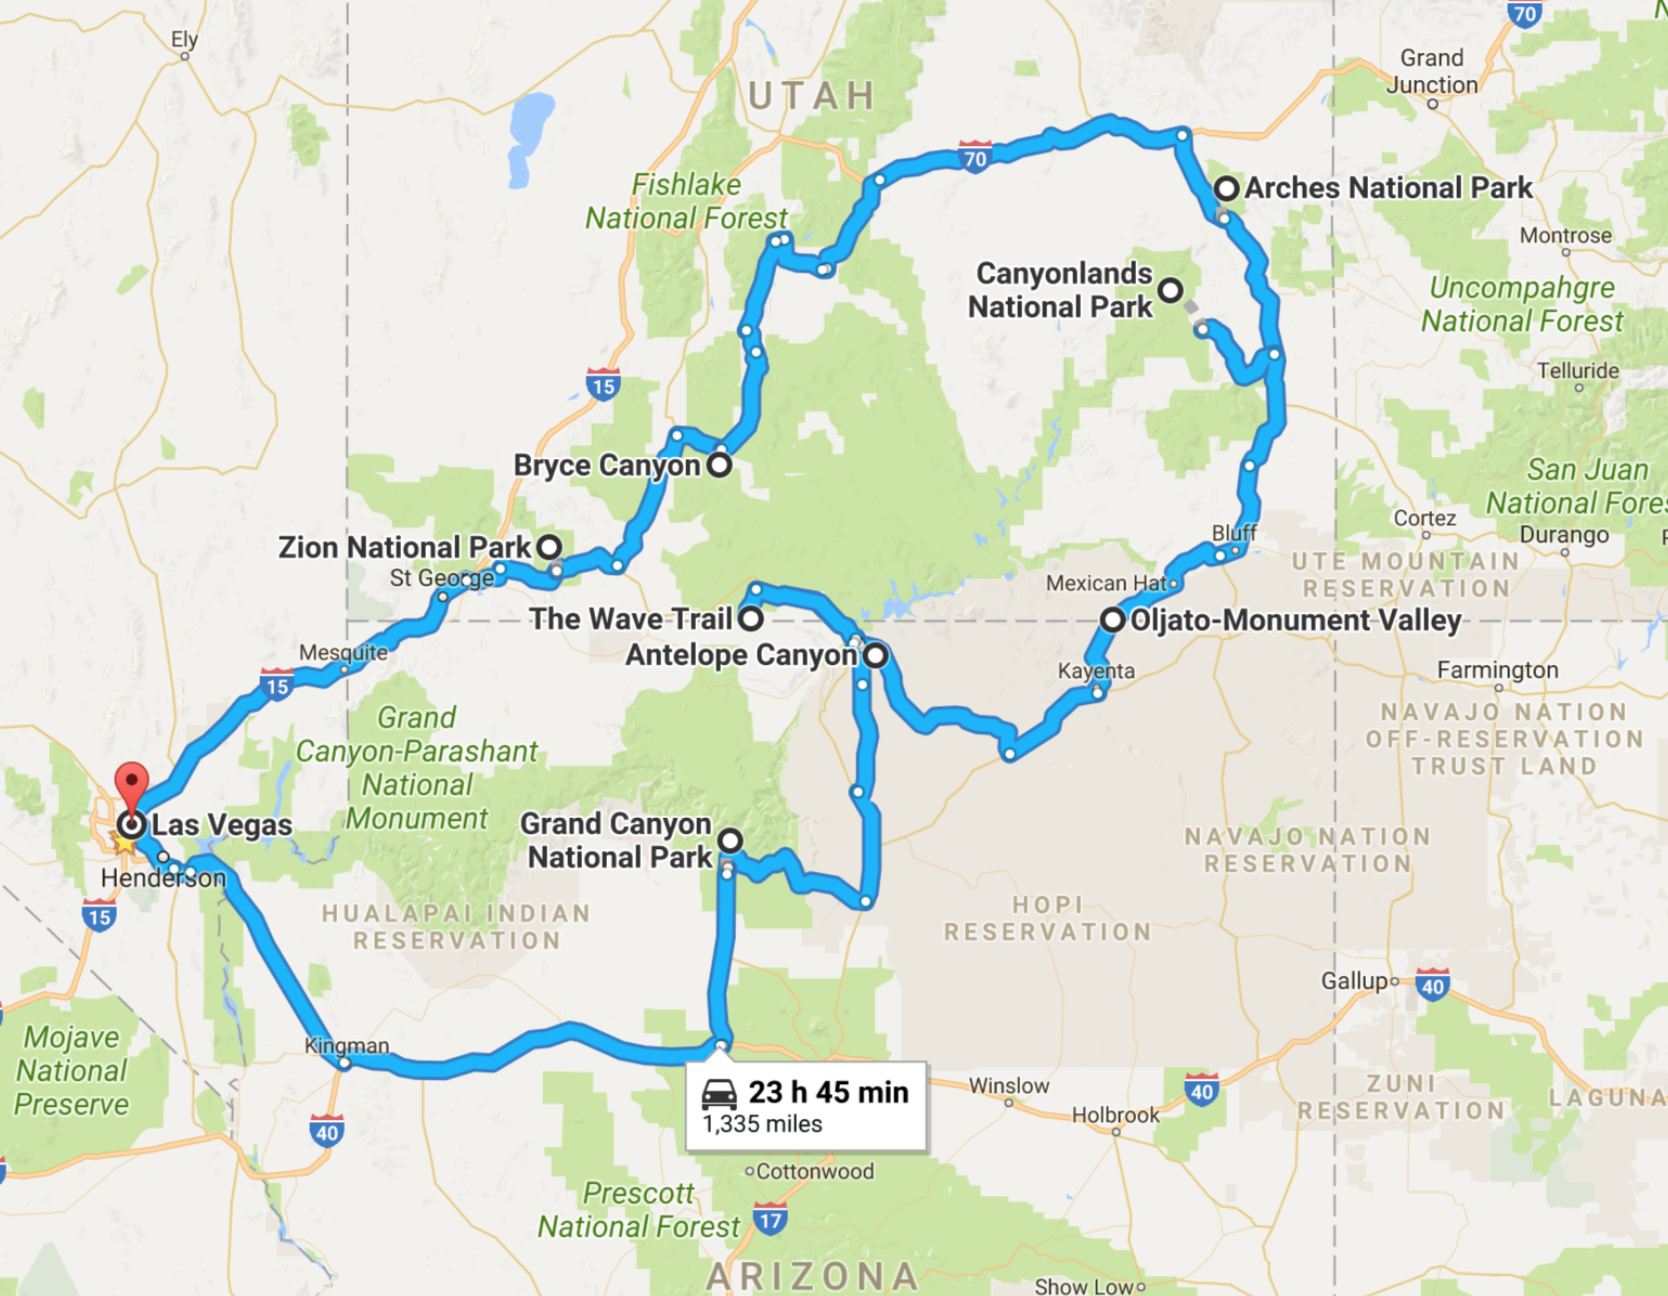 70
Ely
Grand
Junction
UTAH
70
Fishlake
National Forest
Arches National Park
Montrose
Canyonlands
National Park
Uncompahgre
National Forest
15
Telluride
Bryce Canyon
San Juan
National Fores
Cortez
Durango
Bluff
Zion National Park
St George
UTE MOUNTAIN
RESERVATION
Mexican Hat
The Wave Trail
Oljato-Monument Valley
Antelope Canyon
Mesquite
Kayenta
Farmington
15
Grand
Canyon-Parashant
National
Monument
NAVAJO NATION
OFF-RESERVATION
TRUST LAND
Las Vegas
Grand Canyon
National Park
NAVAJO NATION
RESERVATION
Henderson
15
HUALAPAI INDIAN
RESERVATION
HOPI
RESERVATION
Gallup
40
Mojave
National
Preserve
Kingman
23 h 45 min
1,335 miles
Winslow
Holbrook
40
ZUNI
RESERVATION
LAGUNA
40
Cottonwood
Prescott
National Forest
17
ARIZONA
Show Low